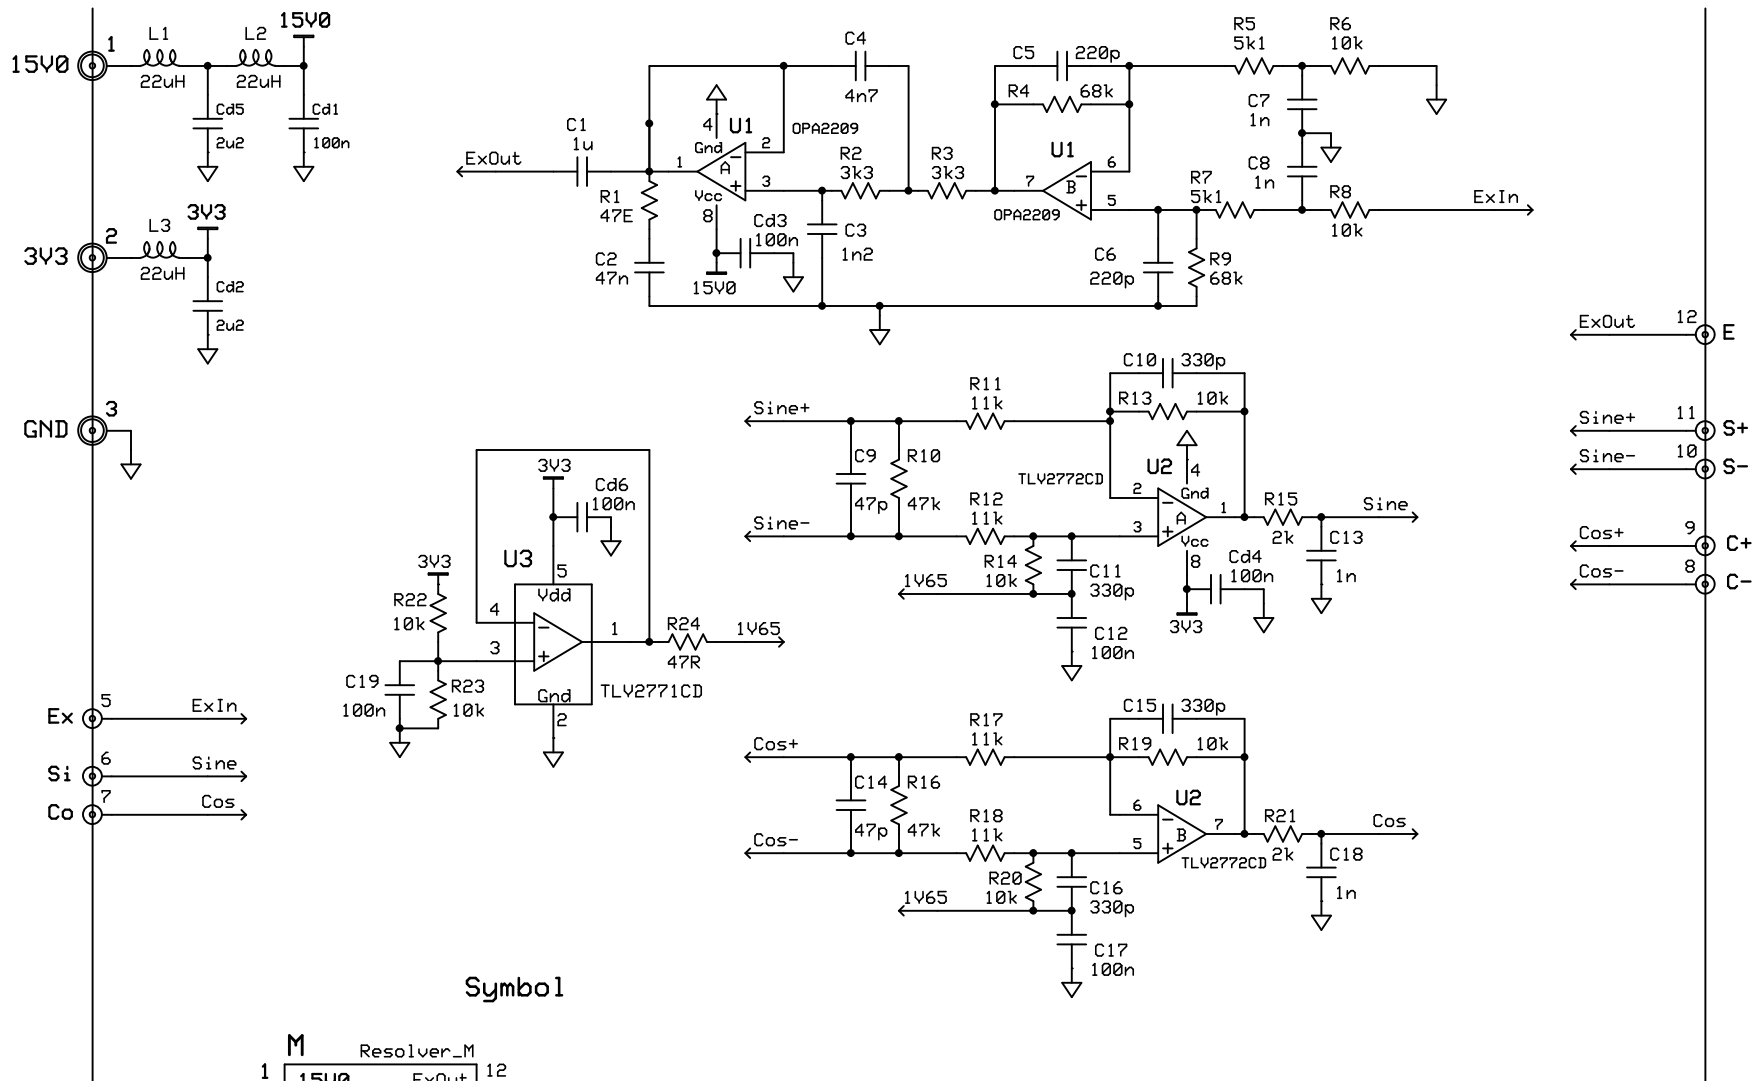 15V0
1
L1
22uH
L2
22uH
15V0
Cd5
2u2
Cd1
100n
3V3
2
3V3
L3
22uH
Cd2
2u2
GND
3
Ex
5
ExIn
Si
6
Sine
Co
7
Cos
ExOut
C1
1u
R1
47E
C2
47n
4
Gnd
U1
OPA2209
1
A
2
3
Vcc
8
Cd3
100n
15V0
C4
4n7
R2
3k3
R3
3k3
C3
1n2
C5
220p
R4
68k
U1
7
B
6
5
OPA2209
C6
220p
R9
68k
R5
5k1
R6
10k
C7
1n
C8
1n
R7
5k1
R8
10k
ExIn
ExOut
12
E
Sine+
11
S+
Sine-
10
S-
Cos+
9
C+
Cos-
8
C-
Sine+
Sine-
C9
47p
R10
47k
R11
11k
R12
11k
C10
330p
R13
10k
TLV2772CD
U2
4
Gnd
2
A
1
3
Vcc
8
R14
10k
C11
330p
1V65
C12
100n
Cd4
100n
3V3
R15
2k
C13
1n
Sine
3V3
Cd6
100n
U3
5
Vdd
3V3
R22
10k
4
3
1
R24
47R
1V65
C19
100n
R23
10k
Gnd
2
TLV2771CD
Cos+
Cos-
C14
47p
R16
47k
R17
11k
R18
11k
C15
330p
R19
10k
U2
6
B
7
5
TLV2772CD
R20
10k
C16
330p
1V65
C17
100n
R21
2k
C18
1n
Cos
Symbol
M
Resolver_M
1
15V0
ExOut
12